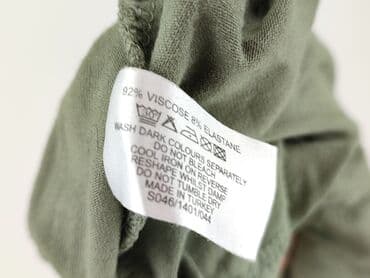 92% VISCOSE 8% ELASTANE
WASH DARK COLOURS SEPARATELY
DO NOT BLEACH
COOL IRON ON REVERSE
RESHAPE WHILST DAMP
DO NOT TUMBLE DRY
MADE IN TURKEY
S046/1401/044